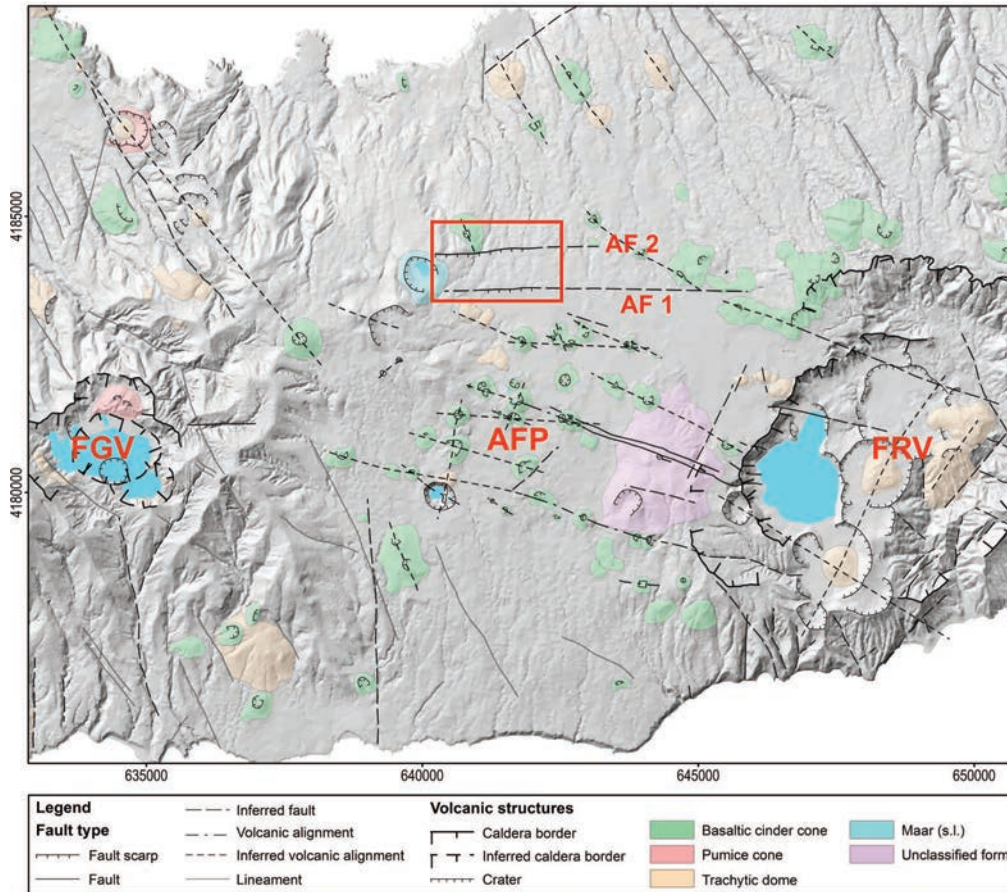 4185000
4180000
AF 2
AF 1
FGV
AFP
FRV
635000
640000
645000
650000
Legend
Fault type
Fault scarp
Fault
Inferred fault
Volcanic alignment
Inferred volcanic alignment
Lineament
Volcanic structures
Caldera border
Inferred caldera border
Crater
Basaltic cinder cone
Pumice cone
Trachytic dome
Maar (s.l.)
Unclassified form